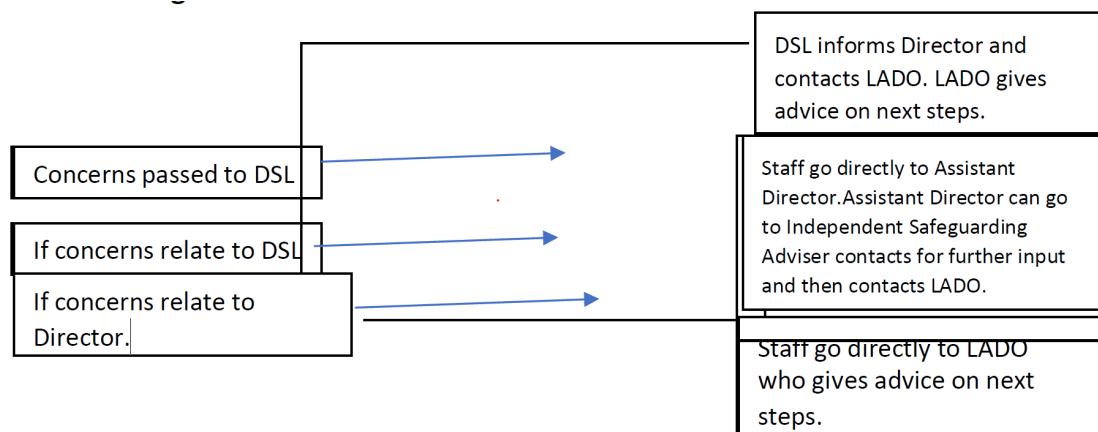 Concerns passed to DSL
If concerns relate to DSL
If concerns relate to
Director.
DSL informs Director and
contacts LADO. LADO gives
advice on next steps.
Staff go directly to Assistant
Director.Assistant Director can go
to Independent Safeguarding
Adviser contacts for further input
and then contacts LADO.
Staff go directly to LADO
who gives advice on next
steps.